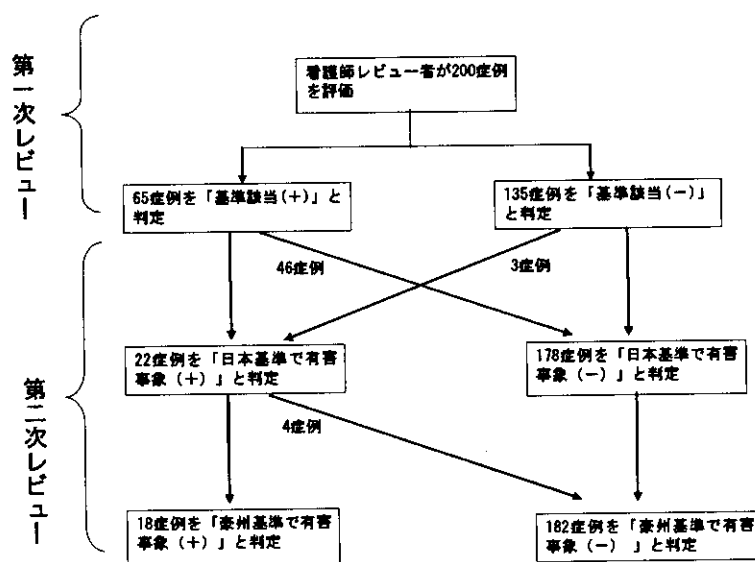 第一次レビュー
看護師レビュー者が200症例
を評価
65症例を「基準該当(+)」と
判定
135症例を「基準該当(-)」
と判定
46症例
3症例
第二次レビュー
22症例を「日本基準で有害
事象(+)」と判定
178症例を「日本基準で有害
事象(-)」と判定
4症例
18症例を「豪州基準で有害
事象(+)」と判定
182症例を「豪州基準で有害
事象(-)」と判定